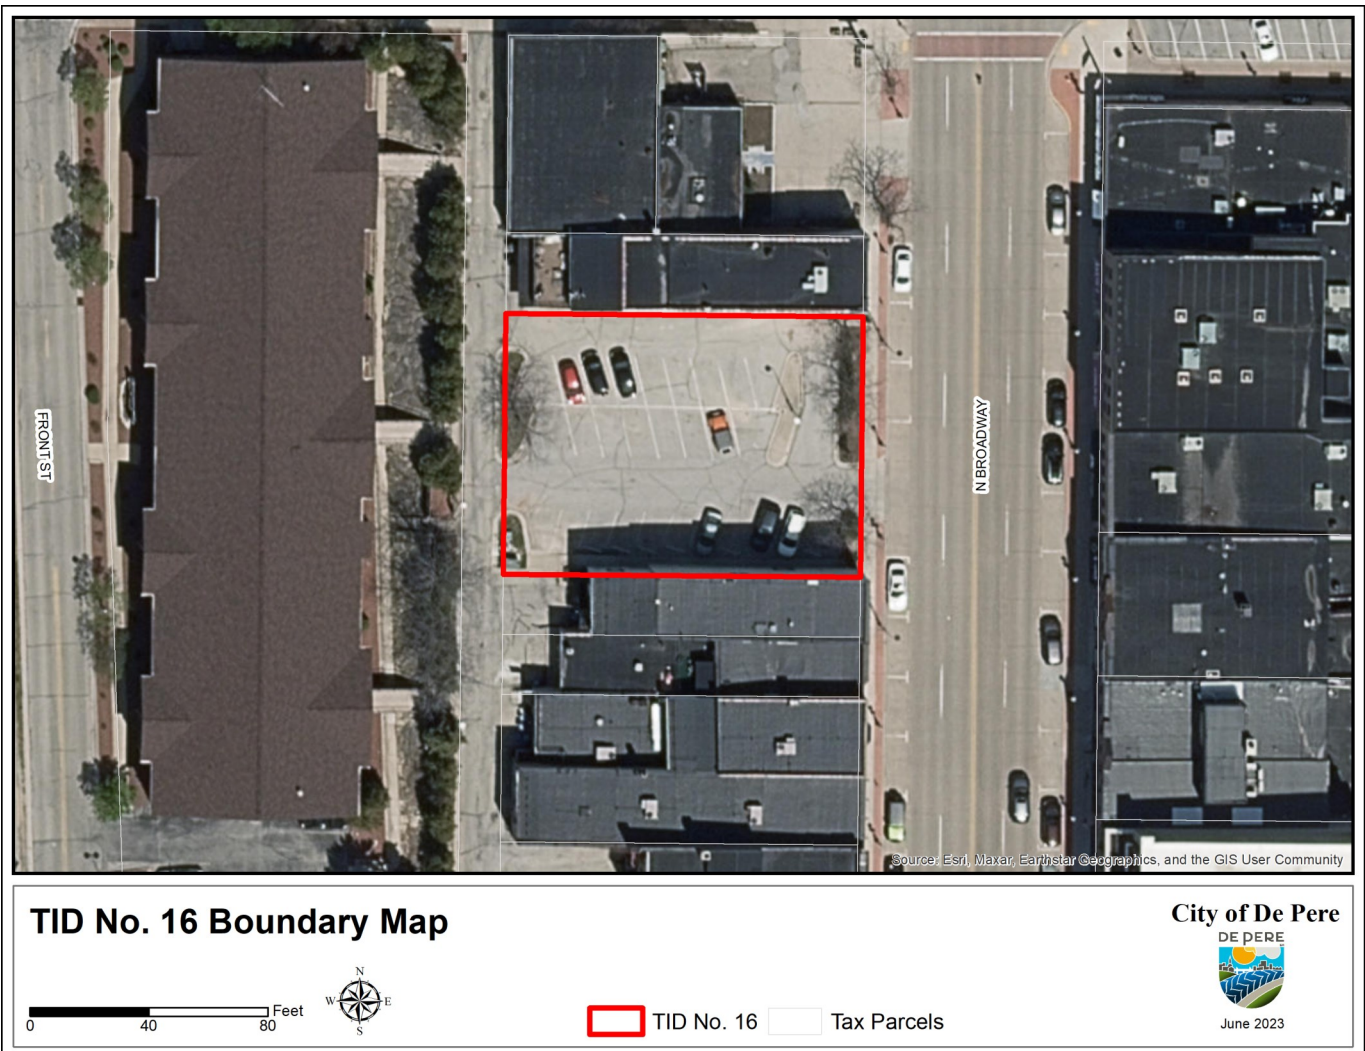 FRONT ST
N BROADWAY
Source: Esri, Maxar, Earthstar Geographics, and the GIS User Community
TID No. 16 Boundary Map
City of De Pere
DE PERE
June 2023
N
W E
S
Feet
0 40 80
TID No. 16
Tax Parcels